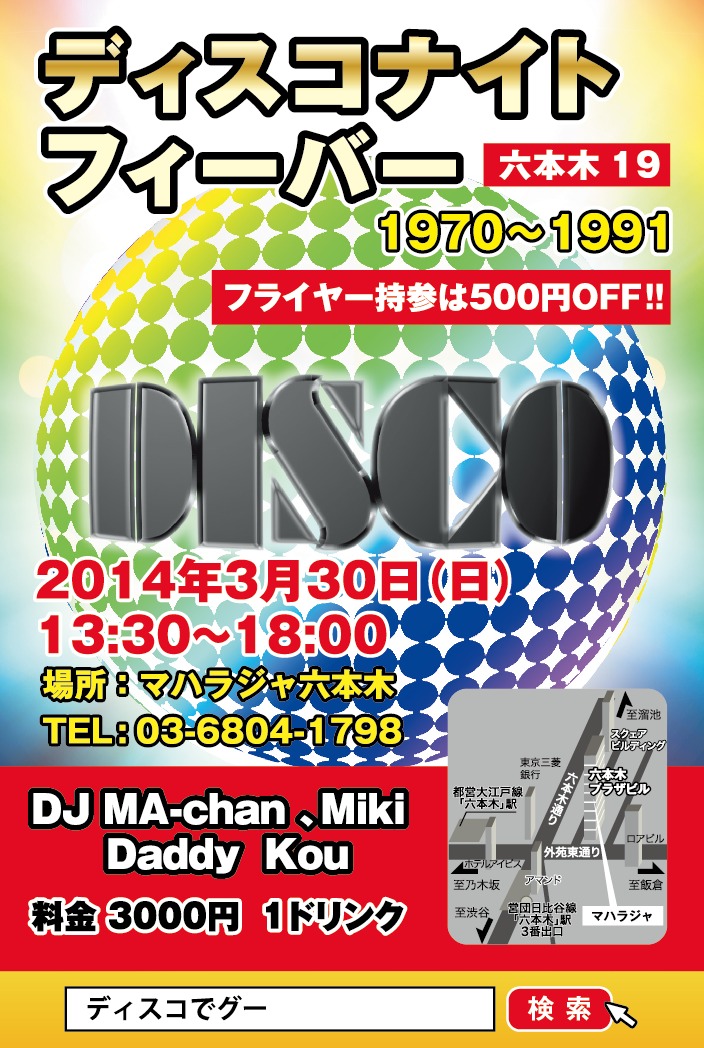 ディスコナイト
フィーバー
六本木 19
1970〜1991
フライヤー持参は500円OFF!!
DISCO
2014年3月30日(日)
13:30〜18:00
場所：マハラジャ六本木
TEL：03-6804-1798
DJ MA-chan 、Miki
Daddy Kou
料金 3000円 1ドリンク
至溜池
スクェア
ビルディング
東京三菱
銀行
六本木通り
六本木
プラザビル
都営大江戸線
「六本木」駅
ロアビル
外苑東通り
ホテルアイビス
アマンド
至乃木坂
至飯倉
至渋谷
営団日比谷線
「六本木」駅
3番出口
マハラジャ
ディスコでグー
検索